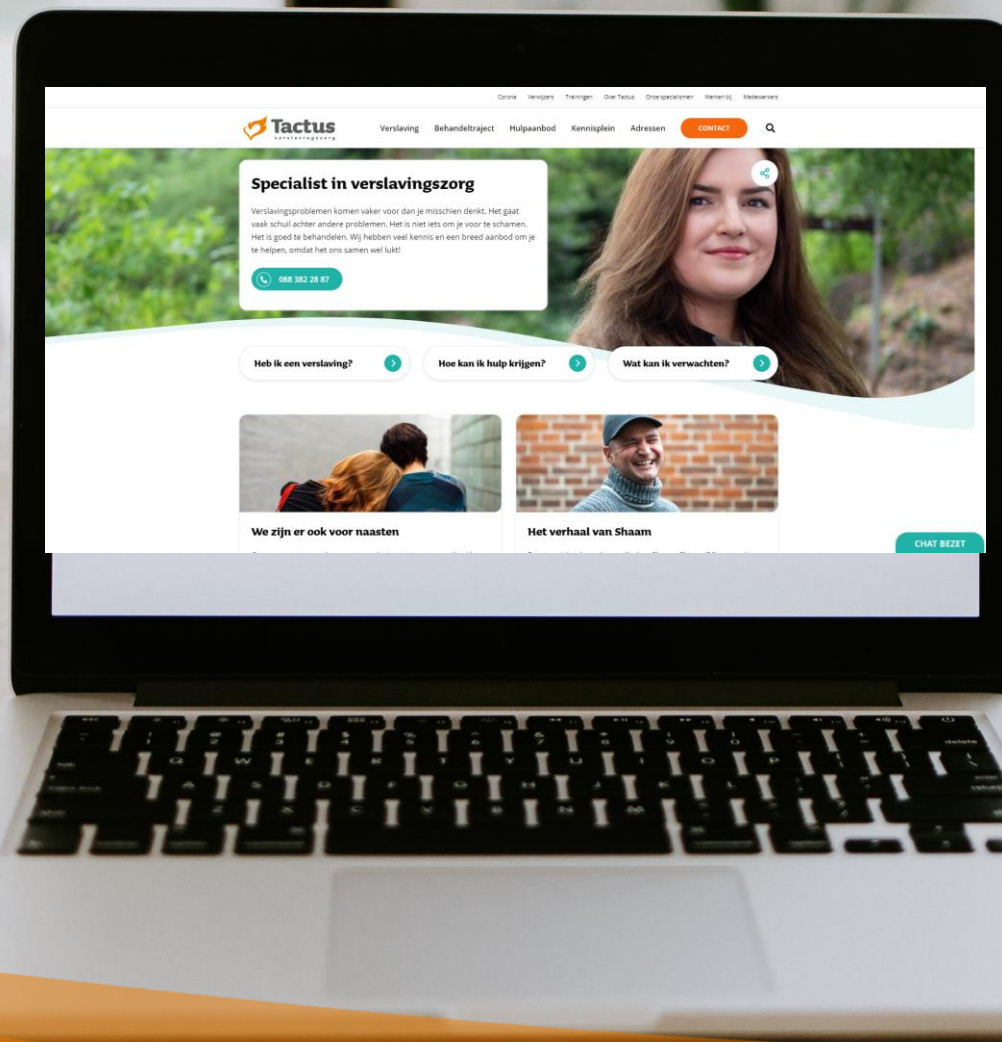 Corona Verwijzers Trainingen Over Tactus Onze specialismen Werken bij Medewerkers
Tactus
verslavingszorg
Verslaving Behandeltraject Hulpaanbod Kennisplein Adressen CONTACT
Specialist in verslavingszorg
Verslavingsproblemen komen vaker voor dan je misschien denkt. Het gaat
vaak schuil achter andere problemen. Het is niet iets om je voor te schamen.
Het is goed te behandelen. Wij hebben veel kennis en een breed aanbod om je
te helpen, omdat het ons samen wel lukt!
088 382 28 87
Heb ik een verslaving? Hoe kan ik hulp krijgen? Wat kan ik verwachten?
We zijn er ook voor naasten Het verhaal van Shaam
CHAT BEZET
delete